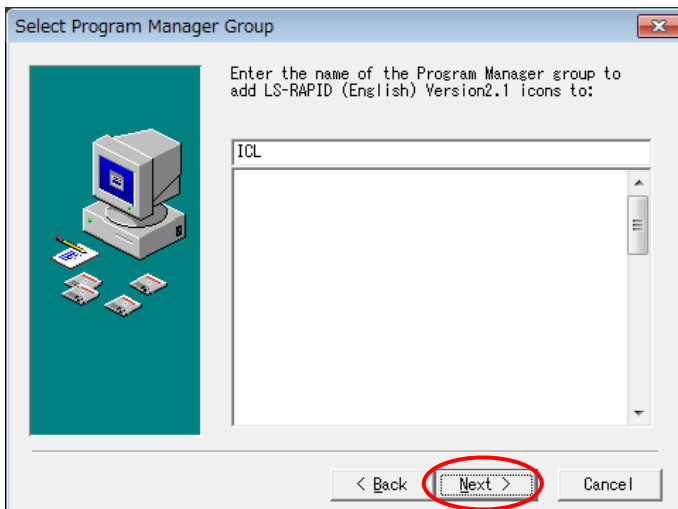 Select Program Manager Group
Enter the name of the Program Manager group to
add LS-RAPID (English) Version2.1 icons to:
ICL
< Back
Next >
Cancel